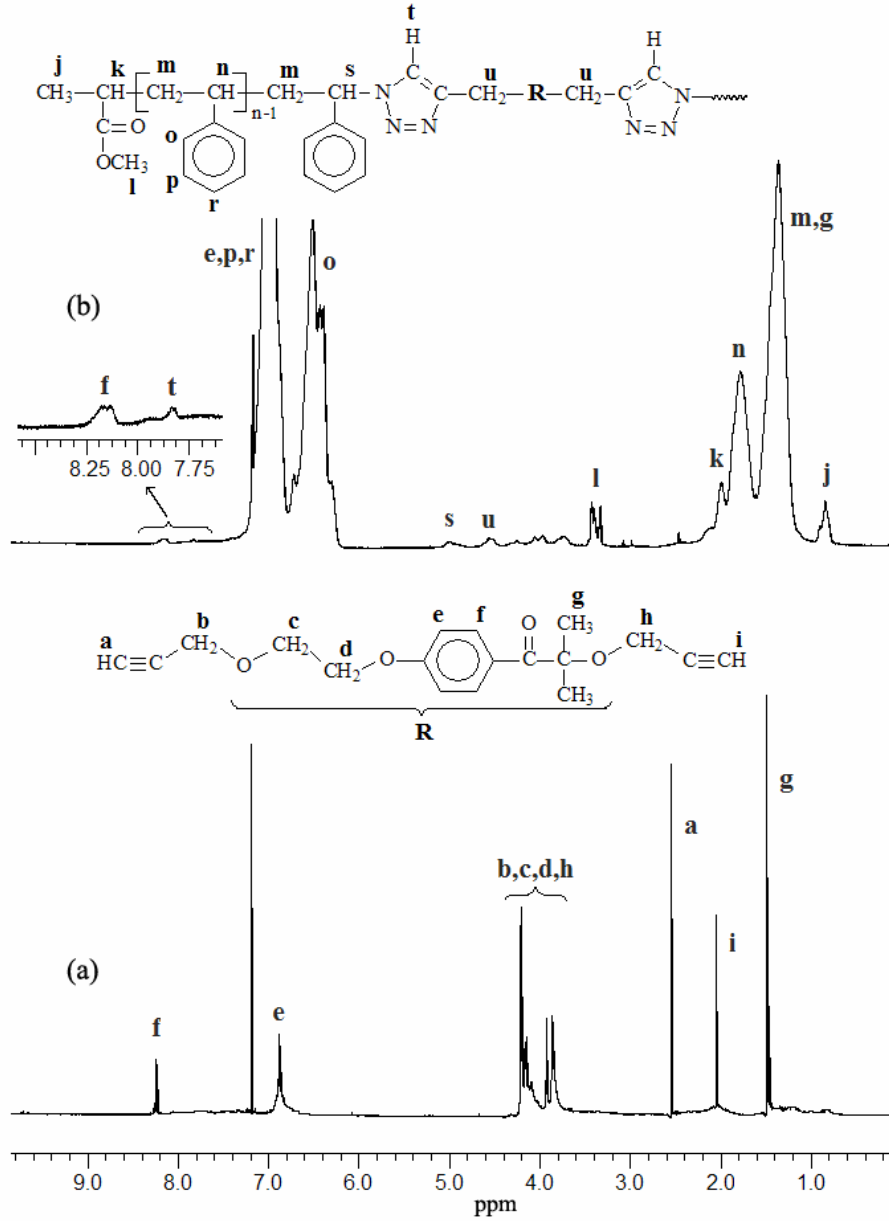 t
H
j k m n m s u u H
CH₃ CH CH₂ CH CH₂ CH N CH₂ R CH₂ N
n-1
N=N N=N
C=O
OCH₃
l
o
p
r
e,p,r
o
m,g
(b)
n
f t
k
l
j
s
u
8.25 8.00 7.75
a b c d e f g h i
HC≡ CH₂ O CH₂ CH₂ O O C CH₃ C O CH₂ ≡CH
CH₃
R
g
a
b,c,d,h
i
(a)
f
e
9.0 8.0 7.0 6.0 5.0 4.0 3.0 2.0 1.0
ppm